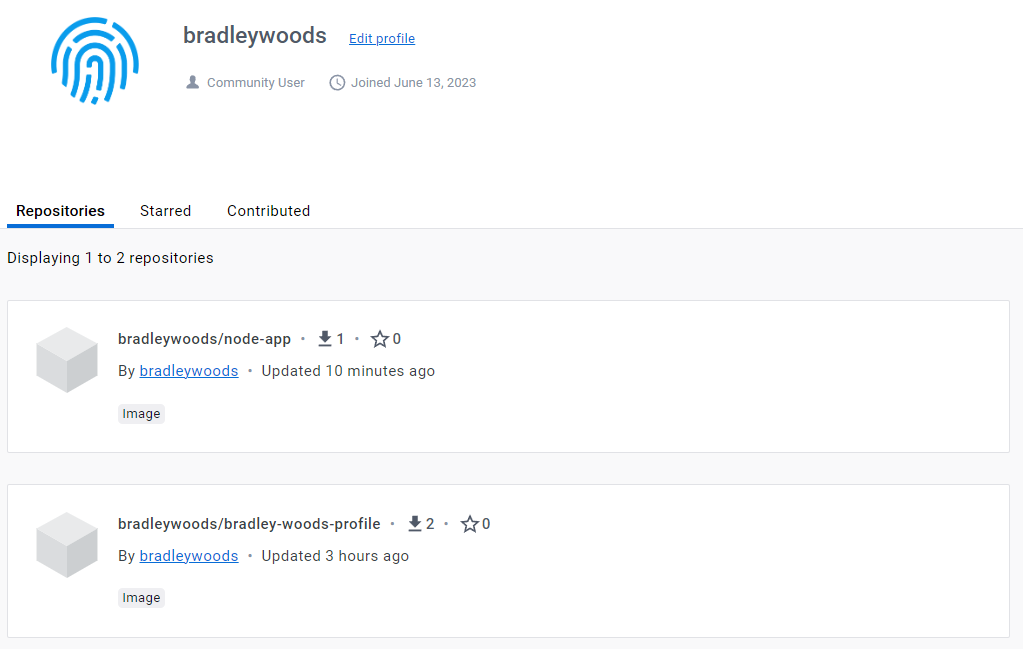 bradleywoods Edit profile
Community User Joined June 13, 2023
Repositories Starred Contributed
Displaying 1 to 2 repositories
bradleywoods/node-app • 1 • 0
By bradleywoods • Updated 10 minutes ago
Image
bradleywoods/bradley-woods-profile • 2 • 0
By bradleywoods • Updated 3 hours ago
Image